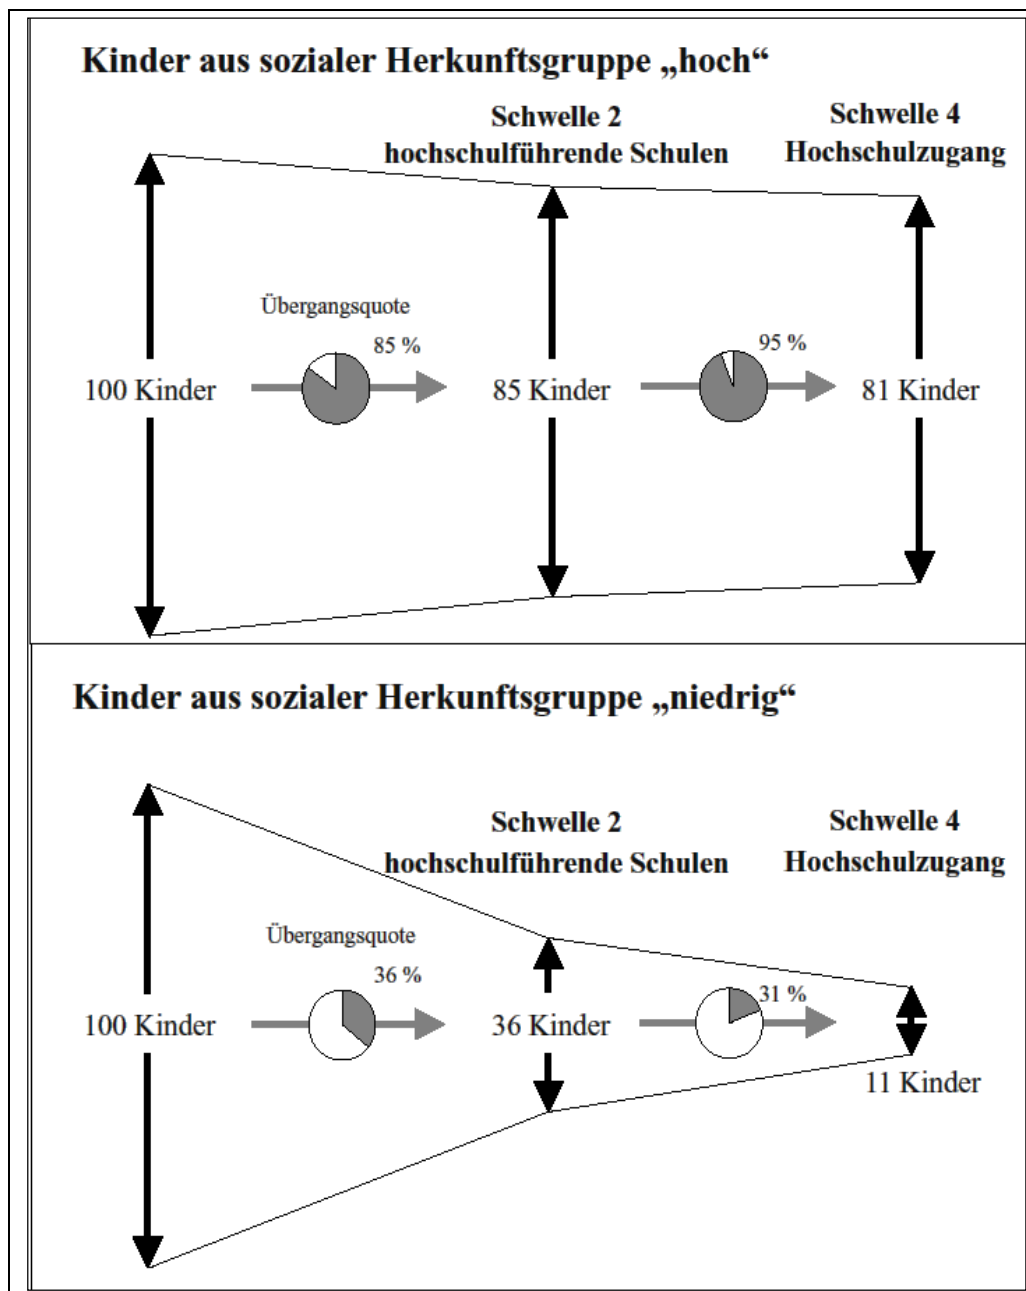 Kinder aus sozialer Herkunftsgruppe „hoch“
Schwelle 2
hochschulführende Schulen
Schwelle 4
Hochschulzugang
Übergangsquote
85 %
95 %
100 Kinder
85 Kinder
81 Kinder
Kinder aus sozialer Herkunftsgruppe „niedrig“
Schwelle 2
hochschulführende Schulen
Schwelle 4
Hochschulzugang
Übergangsquote
36 %
31 %
100 Kinder
36 Kinder
11 Kinder